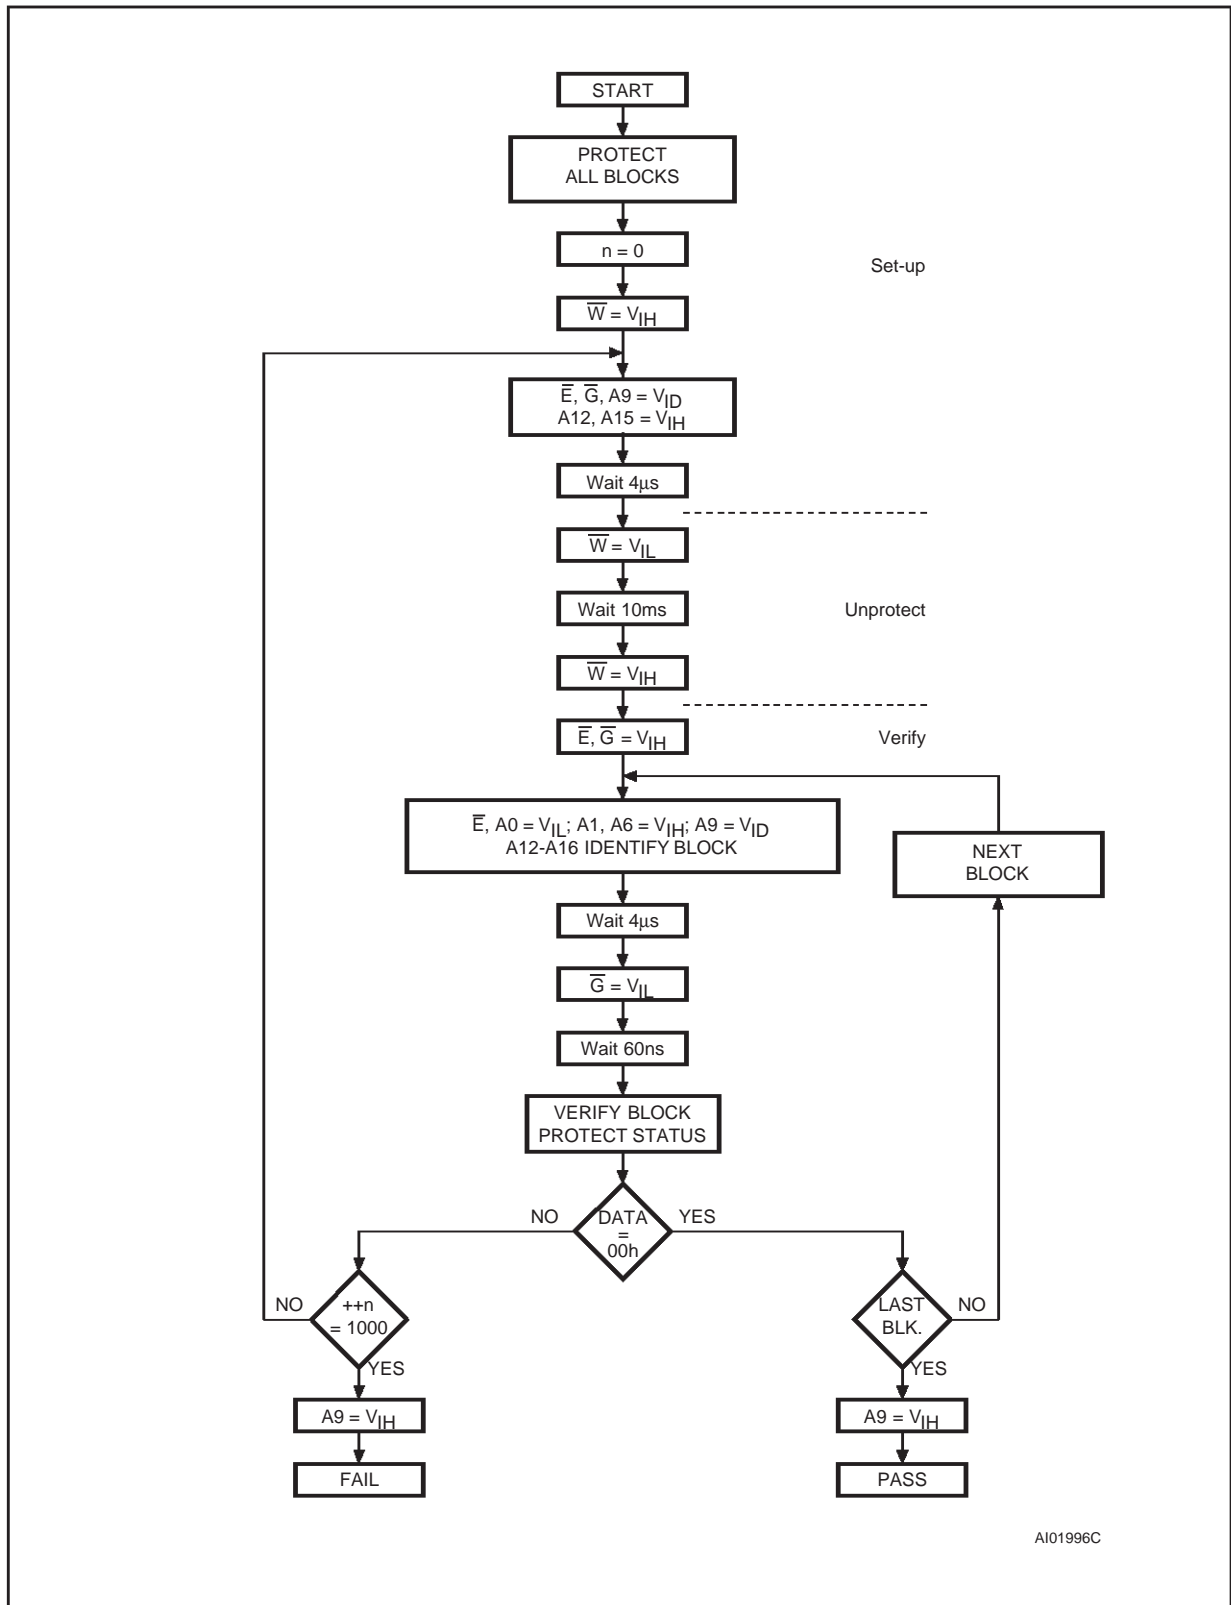 START
PROTECT
ALL BLOCKS
n = 0
Set-up
W̅ = VIH
E̅, G̅, A9 = VID
A12, A15 = VIH
Wait 4µs
W̅ = VIL
Wait 10ms
Unprotect
W̅ = VIH
E̅, G̅ = VIH
Verify
E̅, A0 = VIL; A1, A6 = VIH; A9 = VID
A12-A16 IDENTIFY BLOCK
NEXT
BLOCK
Wait 4µs
G̅ = VIL
Wait 60ns
VERIFY BLOCK
PROTECT STATUS
NO
DATA
=
00h
YES
NO
++n
= 1000
YES
LAST
BLK.
NO
YES
A9 = VIH
A9 = VIH
FAIL
PASS
AI01996C